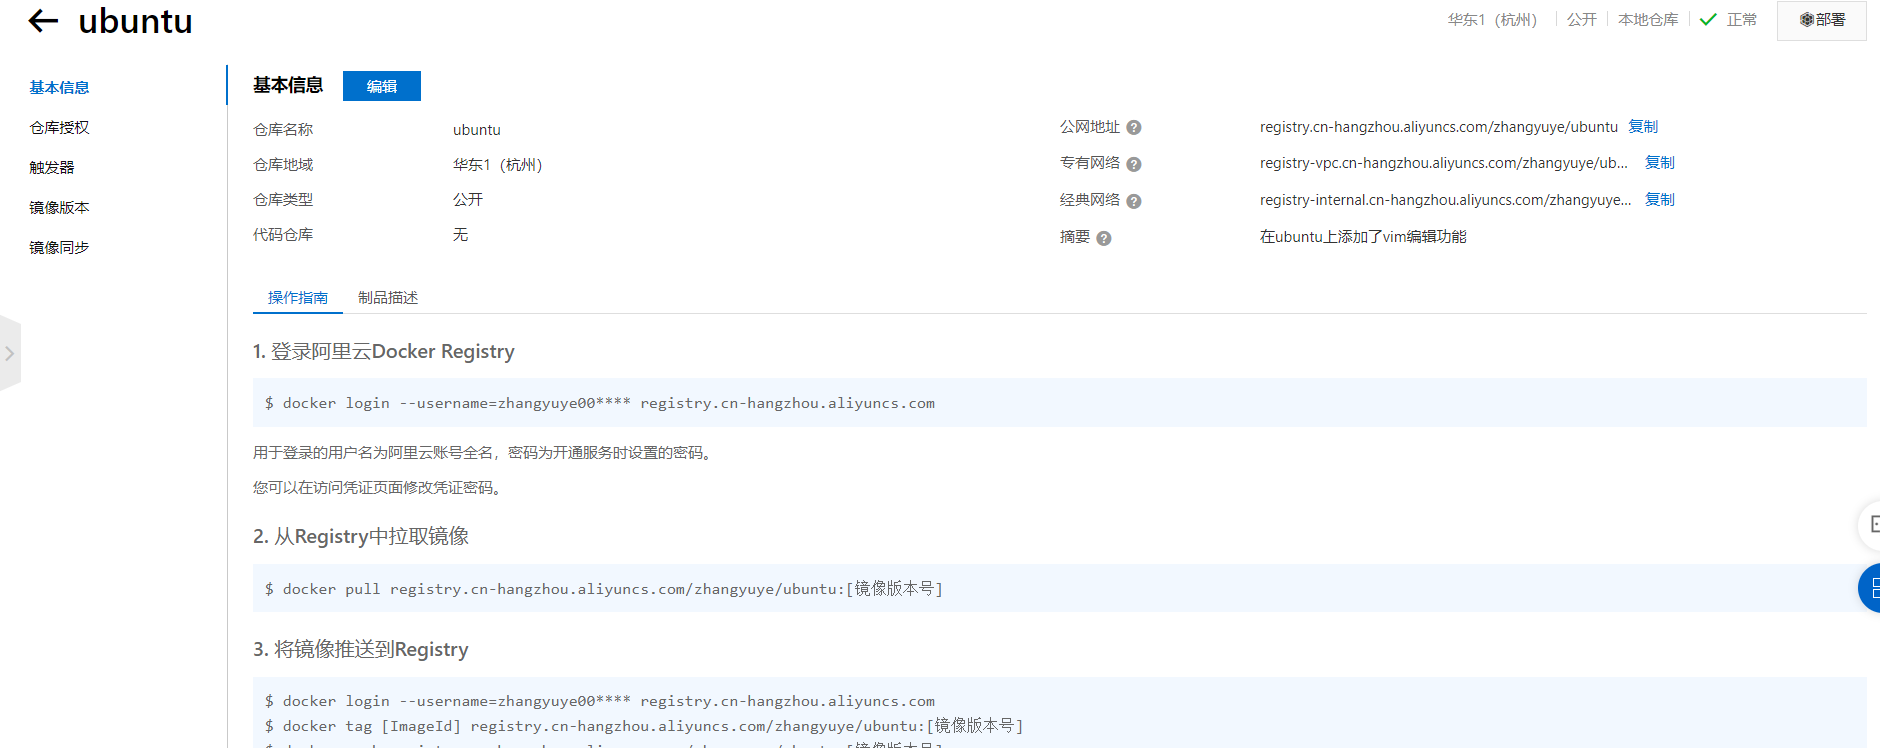 ubuntu
华东1（杭州） 公开 本地仓库 正常 部署
基本信息
仓库授权
触发器
镜像版本
镜像同步
基本信息 编辑
仓库名称 ubuntu
仓库地域 华东1（杭州）
仓库类型 公开
代码仓库 无
公网地址 registry.cn-hangzhou.aliyuncs.com/zhangyuye/ubuntu 复制
专有网络 registry-vpc.cn-hangzhou.aliyuncs.com/zhangyuye/ub... 复制
经典网络 registry-internal.cn-hangzhou.aliyuncs.com/zhangyuye... 复制
摘要 在ubuntu上添加了vim编辑功能
操作指南 制品描述
1. 登录阿里云Docker Registry
$ docker login --username=zhangyuye00**** registry.cn-hangzhou.aliyuncs.com
用于登录的用户名为阿里云账号全名，密码为开通服务时设置的密码。
您可以在访问凭证页面修改凭证密码。
2. 从Registry中拉取镜像
$ docker pull registry.cn-hangzhou.aliyuncs.com/zhangyuye/ubuntu:[镜像版本号]
3. 将镜像推送到Registry
$ docker login --username=zhangyuye00**** registry.cn-hangzhou.aliyuncs.com
$ docker tag [ImageId] registry.cn-hangzhou.aliyuncs.com/zhangyuye/ubuntu:[镜像版本号]